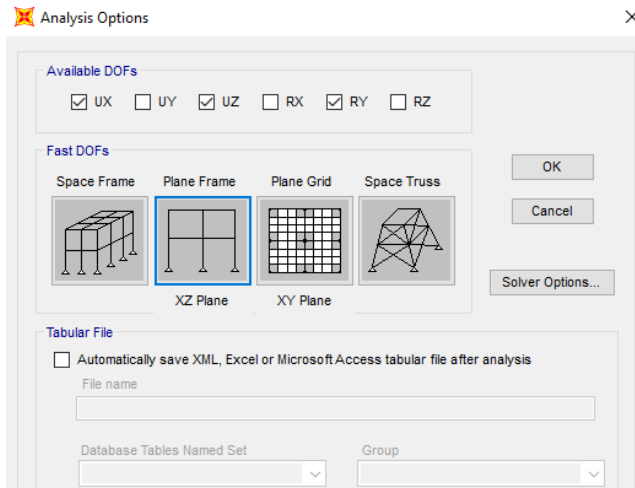 Analysis Options
Available DOFs
UX UY UZ RX RY RZ
Fast DOFs
Space Frame Plane Frame Plane Grid Space Truss
XZ Plane XY Plane
OK
Cancel
Solver Options...
Tabular File
Automatically save XML, Excel or Microsoft Access tabular file after analysis
File name
Database Tables Named Set Group